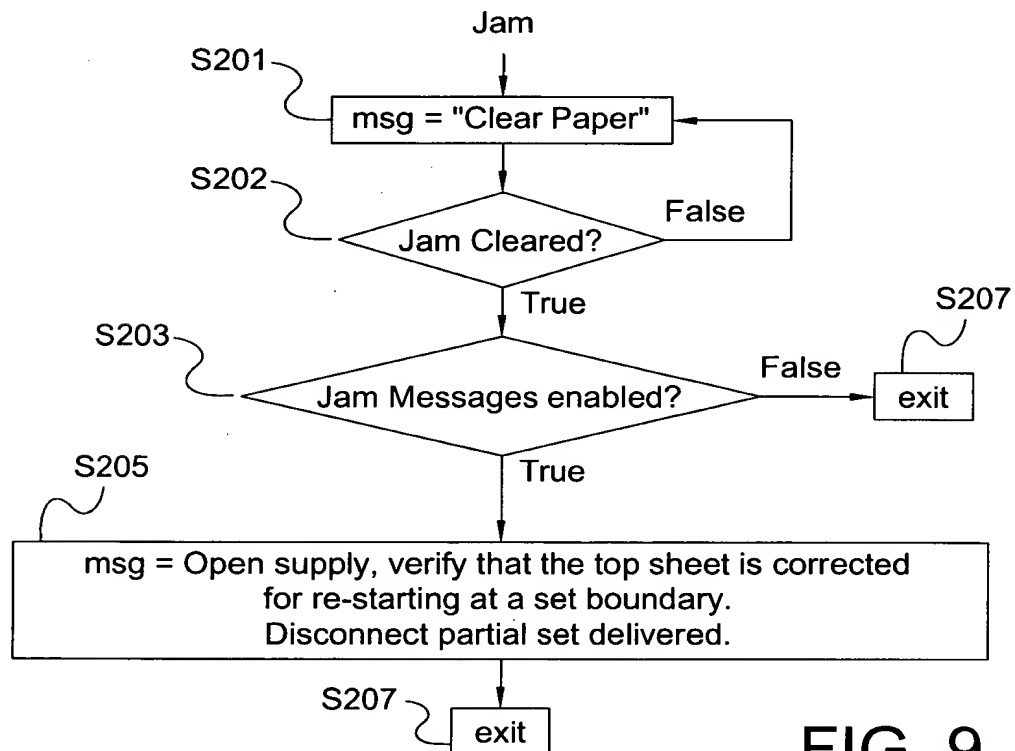 Jam
S201
msg = "Clear Paper"
S202
Jam Cleared?
False
True
S207
S203
Jam Messages enabled?
False
exit
True
S205
msg = Open supply, verify that the top sheet is corrected
for re-starting at a set boundary.
Disconnect partial set delivered.
S207
exit
FIG. 9